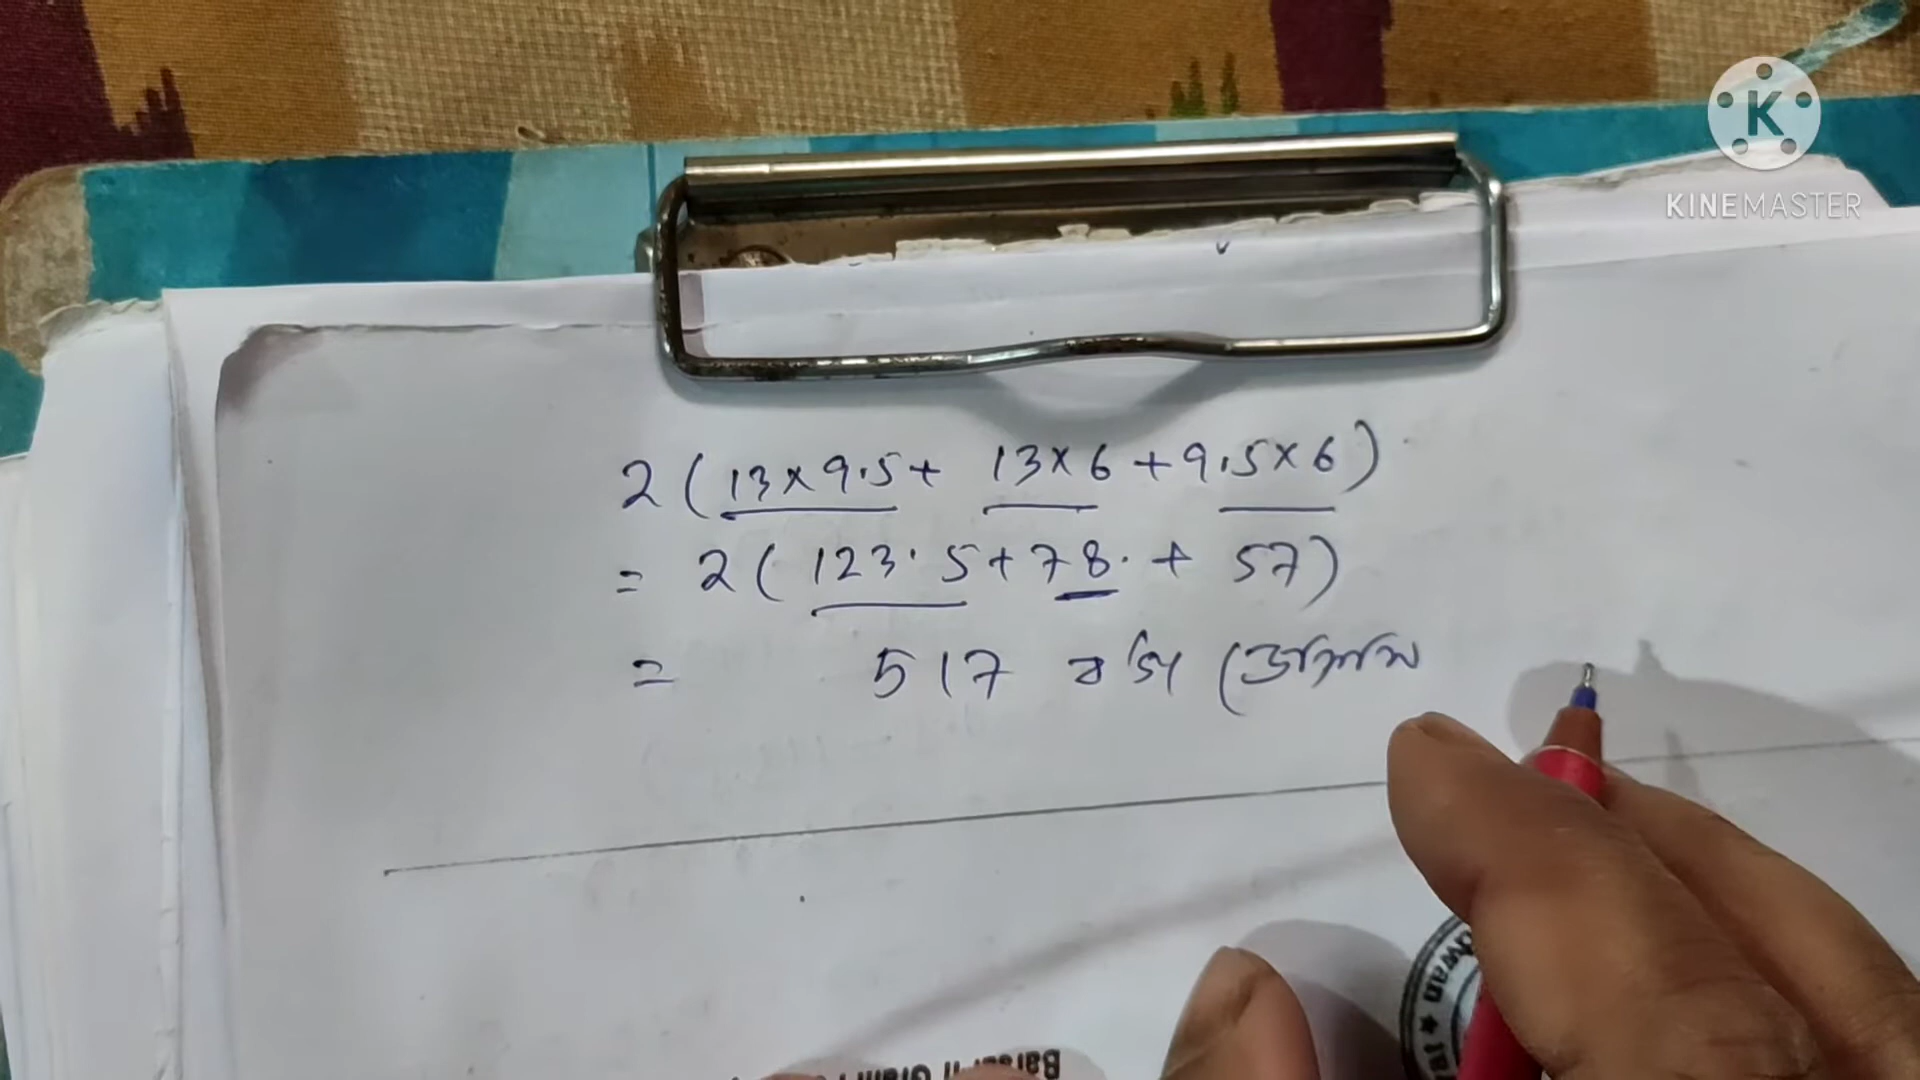 KINEMASTER
2(13×9.5+ 13×6+9.5×6)
= 2(123.5+78.+ 57)
= 517 বর্গ